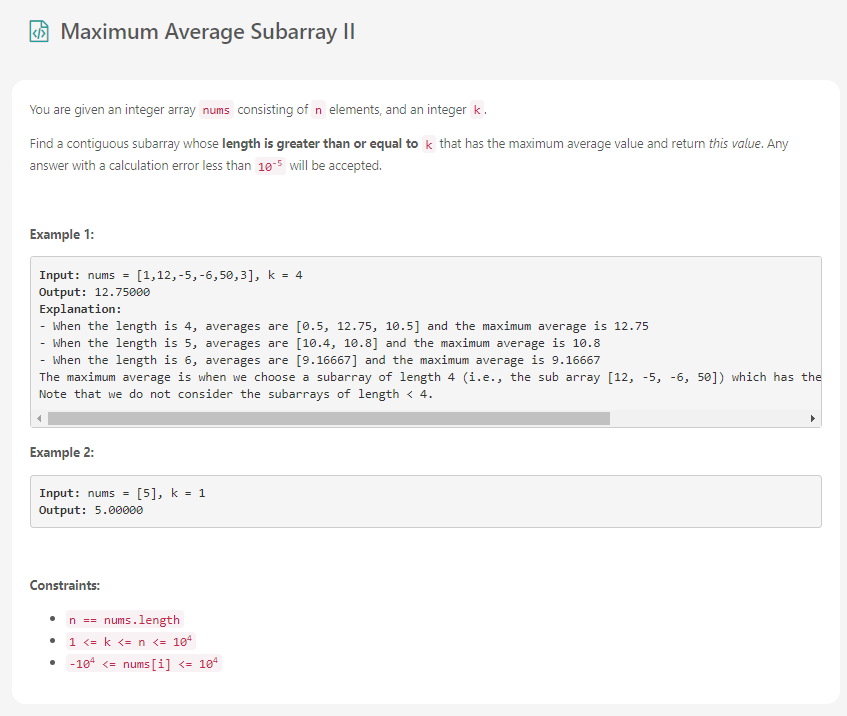 Maximum Average Subarray II
You are given an integer array nums consisting of n elements, and an integer k.
Find a contiguous subarray whose length is greater than or equal to k that has the maximum average value and return this value. Any
answer with a calculation error less than 10⁻⁵ will be accepted.
Example 1:
Input: nums = [1,12,-5,-6,50,3], k = 4
Output: 12.75000
Explanation:
- When the length is 4, averages are [0.5, 12.75, 10.5] and the maximum average is 12.75
- When the length is 5, averages are [10.4, 10.8] and the maximum average is 10.8
- When the length is 6, averages are [9.16667] and the maximum average is 9.16667
The maximum average is when we choose a subarray of length 4 (i.e., the sub array [12, -5, -6, 50]) which has the
Note that we do not consider the subarrays of length < 4.
Example 2:
Input: nums = [5], k = 1
Output: 5.00000
Constraints:
• n == nums.length
• 1 <= k <= n <= 10⁴
• -10⁴ <= nums[i] <= 10⁴